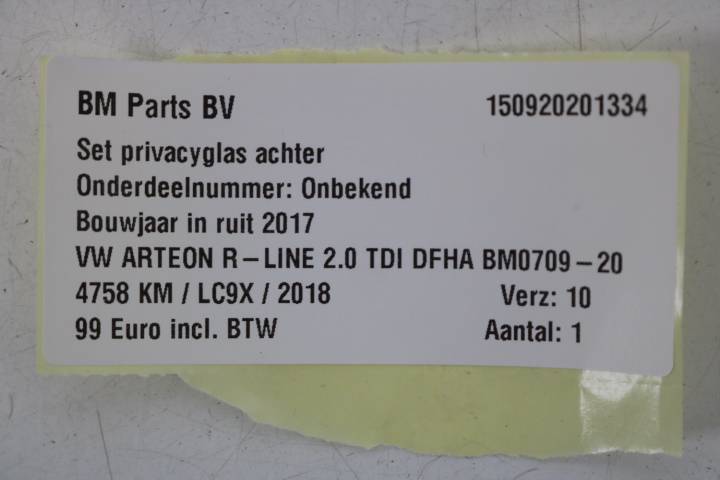 BM Parts BV 150920201334
Set privacyglas achter
Onderdeelnummer: Onbekend
Bouwjaar in ruit 2017
VW ARTEON R-LINE 2.0 TDI DFHA BM0709-20
4758 KM / LC9X / 2018 Verz: 10
99 Euro incl. BTW Aantal: 1